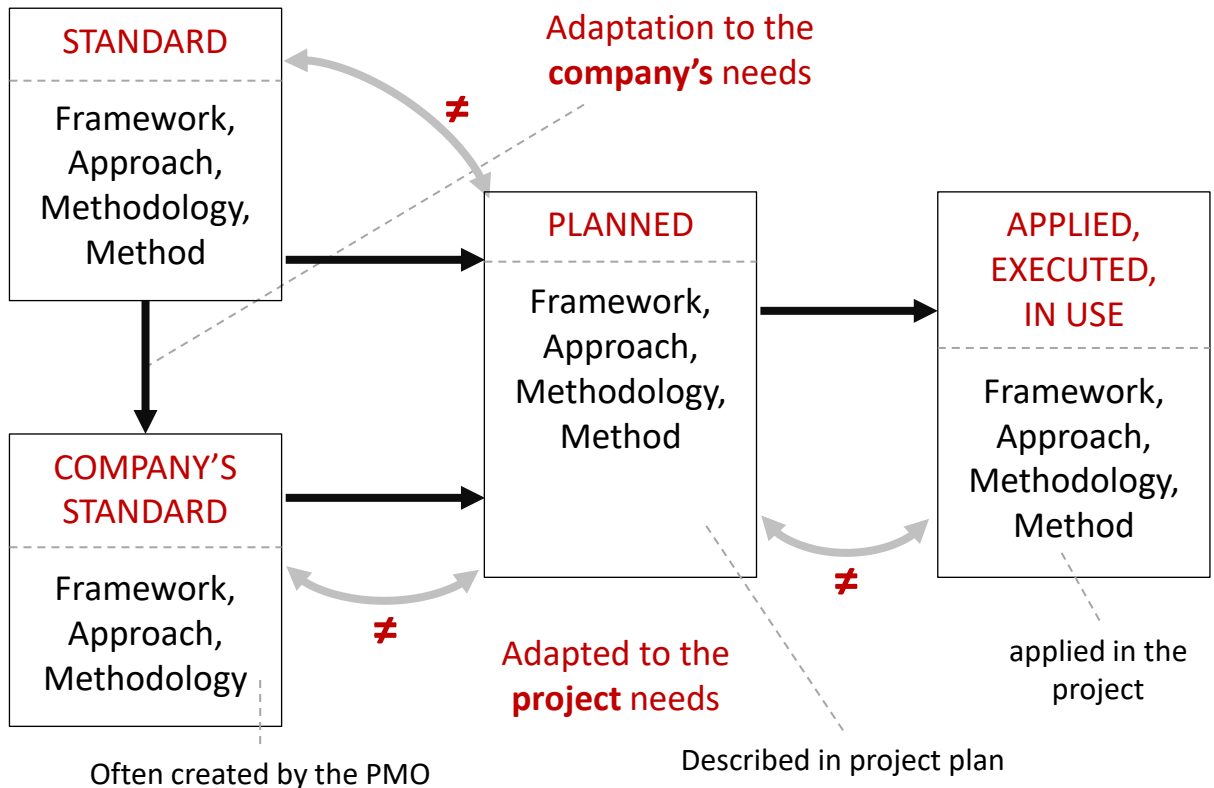 STANDARD
Framework,
Approach,
Methodology,
Method
Adaptation to the
company’s needs
≠
PLANNED
Framework,
Approach,
Methodology,
Method
APPLIED,
EXECUTED,
IN USE
Framework,
Approach,
Methodology,
Method
COMPANY’S
STANDARD
Framework,
Approach,
Methodology
≠
≠
Adapted to the
project needs
applied in the
project
Often created by the PMO
Described in project plan